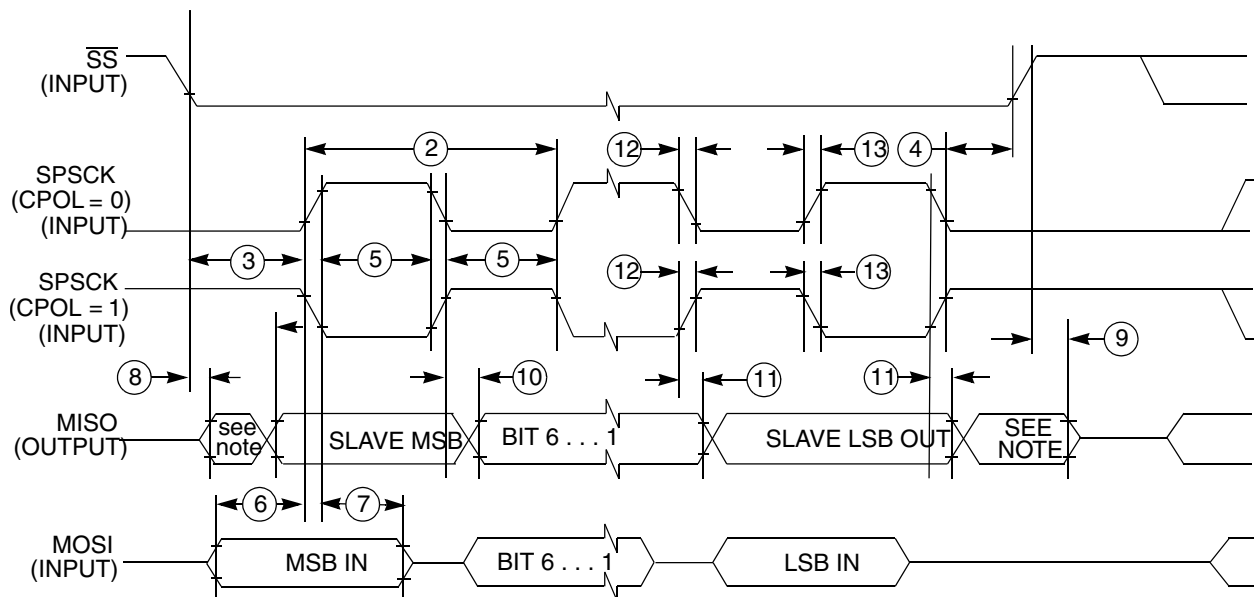 SS
(INPUT)
2
12
13
4
SPSCK
(CPOL = 0)
(INPUT)
3
5
5
12
13
SPSCK
(CPOL = 1)
(INPUT)
8
10
11
11
9
MISO
(OUTPUT)
see
note
SLAVE MSB
BIT 6 . . . 1
SLAVE LSB OUT
SEE
NOTE
6
7
MOSI
(INPUT)
MSB IN
BIT 6 . . . 1
LSB IN